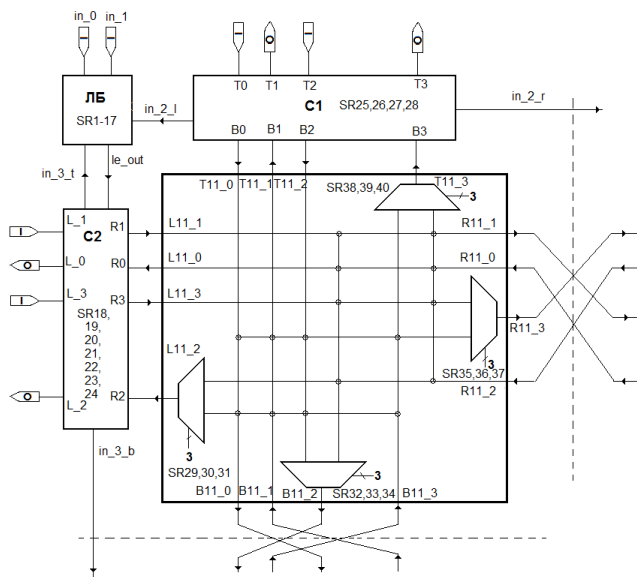 in_0
in_1
I
I
I
O
I
O
T0
T1
T2
T3
ЛБ
SR1-17
in_2_l
C1
SR25,26,27,28
in_2_r
B0
B1
B2
B3
in_3_t
le_out
T11_0
T11_1
T11_2
SR38,39,40
T11_3
3
L_1
C2
R1
L11_1
R11_1
I
L_0
R0
L11_0
R11_0
O
L_3
R3
L11_3
I
SR18,
19,
20,
21,
22,
23,
24
R11_3
L11_2
3
SR35,36,37
R11_2
L_2
R2
O
3
SR29,30,31
in_3_b
3
B11_0
B11_1
B11_2
SR32,33,34
B11_3